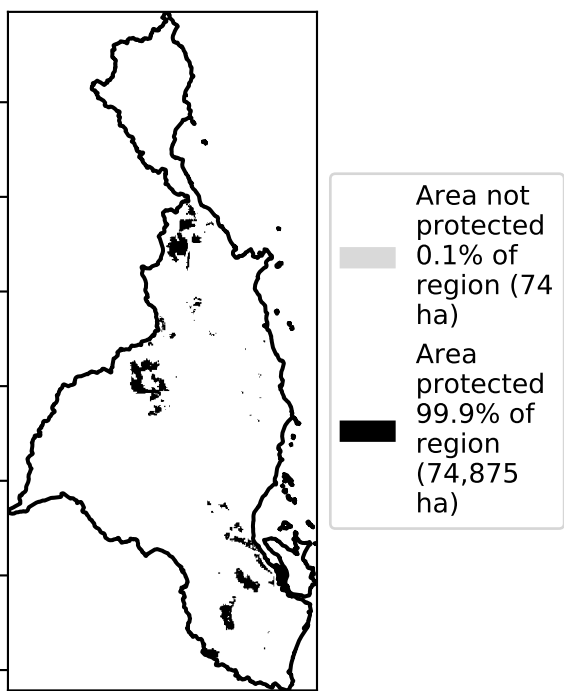 Area not
protected
0.1% of
region (74
ha)
Area
protected
99.9% of
region
(74,875
ha)